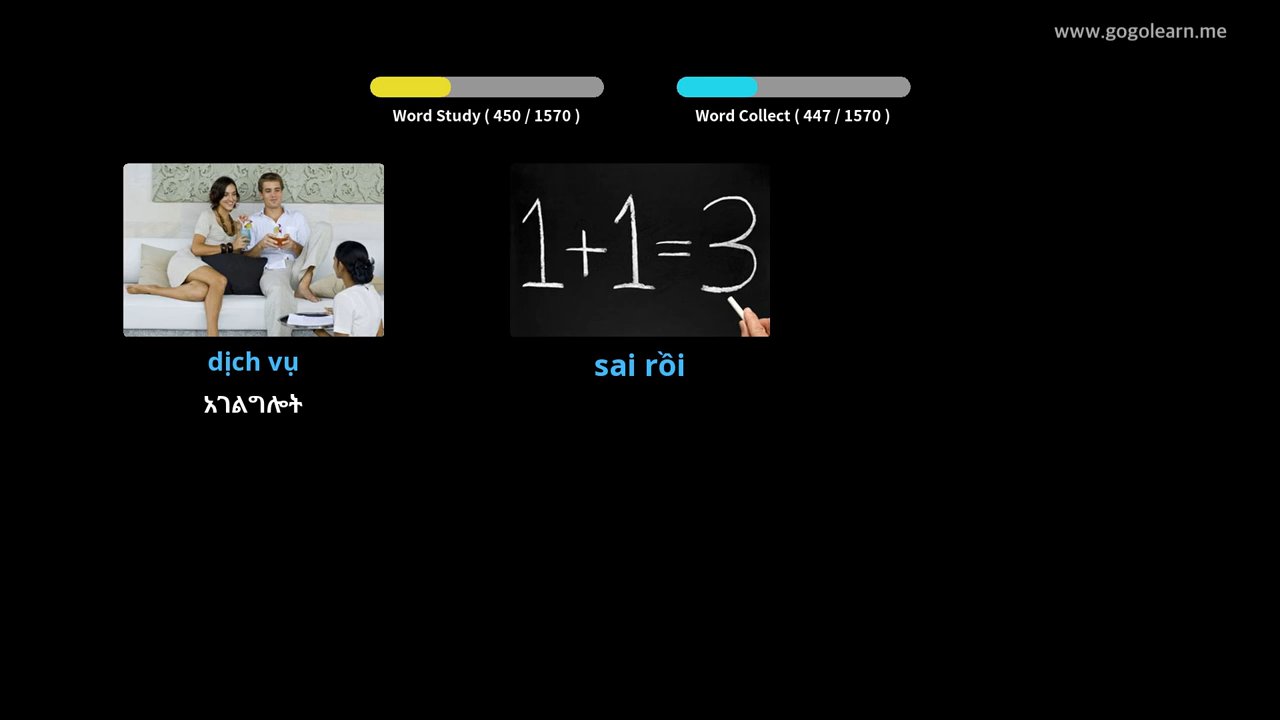 www.gogolearn.me
Word Study ( 450 / 1570 )
Word Collect ( 447 / 1570 )
1+1=3
dịch vụ
sai rồi
አገልግሎት